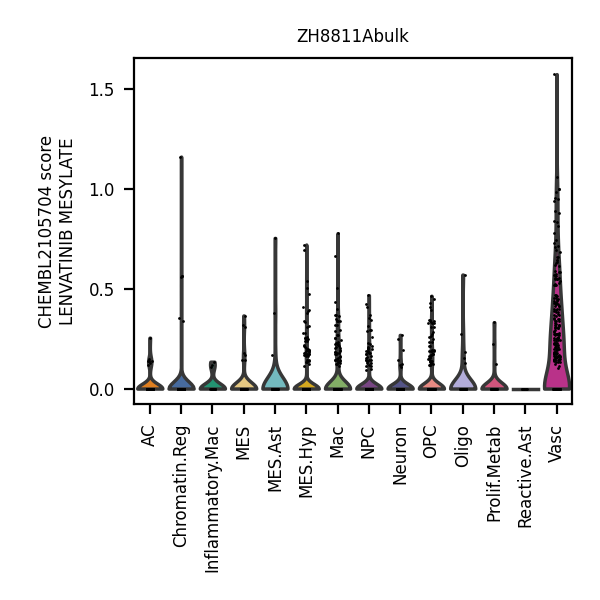 ZH8811Abulk
CHEMBL2105704 score
LENVATINIB MESYLATE
1.5
1.0
0.5
0.0
AC
Chromatin.Reg
Inflammatory.Mac
MES
MES.Ast
MES.Hyp
Mac
NPC
Neuron
OPC
Oligo
Prolif.Metab
Reactive.Ast
Vasc